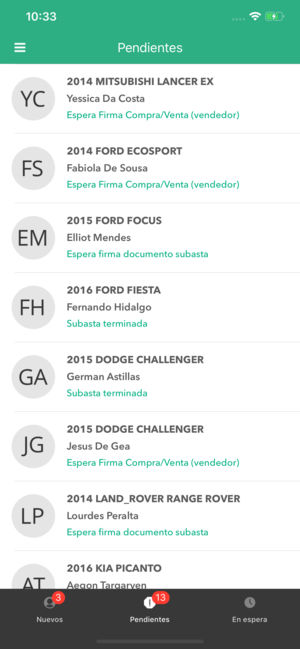 10:33
Pendientes
YC
2014 MITSUBISHI LANCER EX
Yessica Da Costa
Espera Firma Compra/Venta (vendedor)
FS
2014 FORD ECOSPORT
Fabiola De Sousa
Espera Firma Compra/Venta (vendedor)
EM
2015 FORD FOCUS
Elliot Mendes
Espera firma documento subasta
FH
2016 FORD FIESTA
Fernando Hidalgo
Subasta terminada
GA
2015 DODGE CHALLENGER
German Astillas
Subasta terminada
JG
2015 DODGE CHALLENGER
Jesus De Gea
Espera Firma Compra/Venta (vendedor)
LP
2014 LAND_ROVER RANGE ROVER
Lourdes Peralta
Espera firma documento subasta
AT
2016 KIA PICANTO
Aegon Targaryen
3
13
Nuevos
Pendientes
En espera